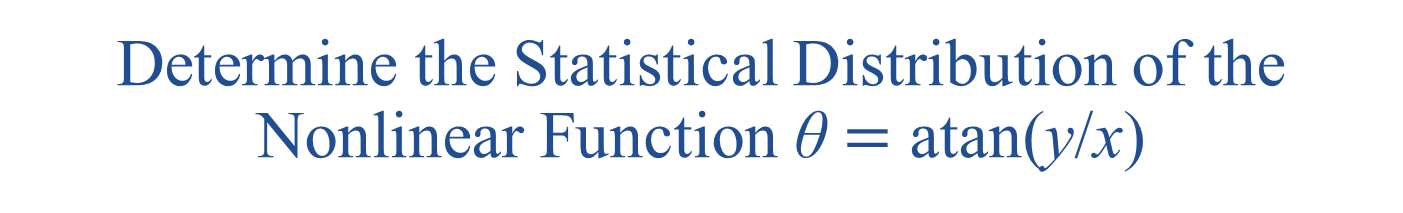 Determine the Statistical Distribution of the
Nonlinear Function θ = atan(y/x)